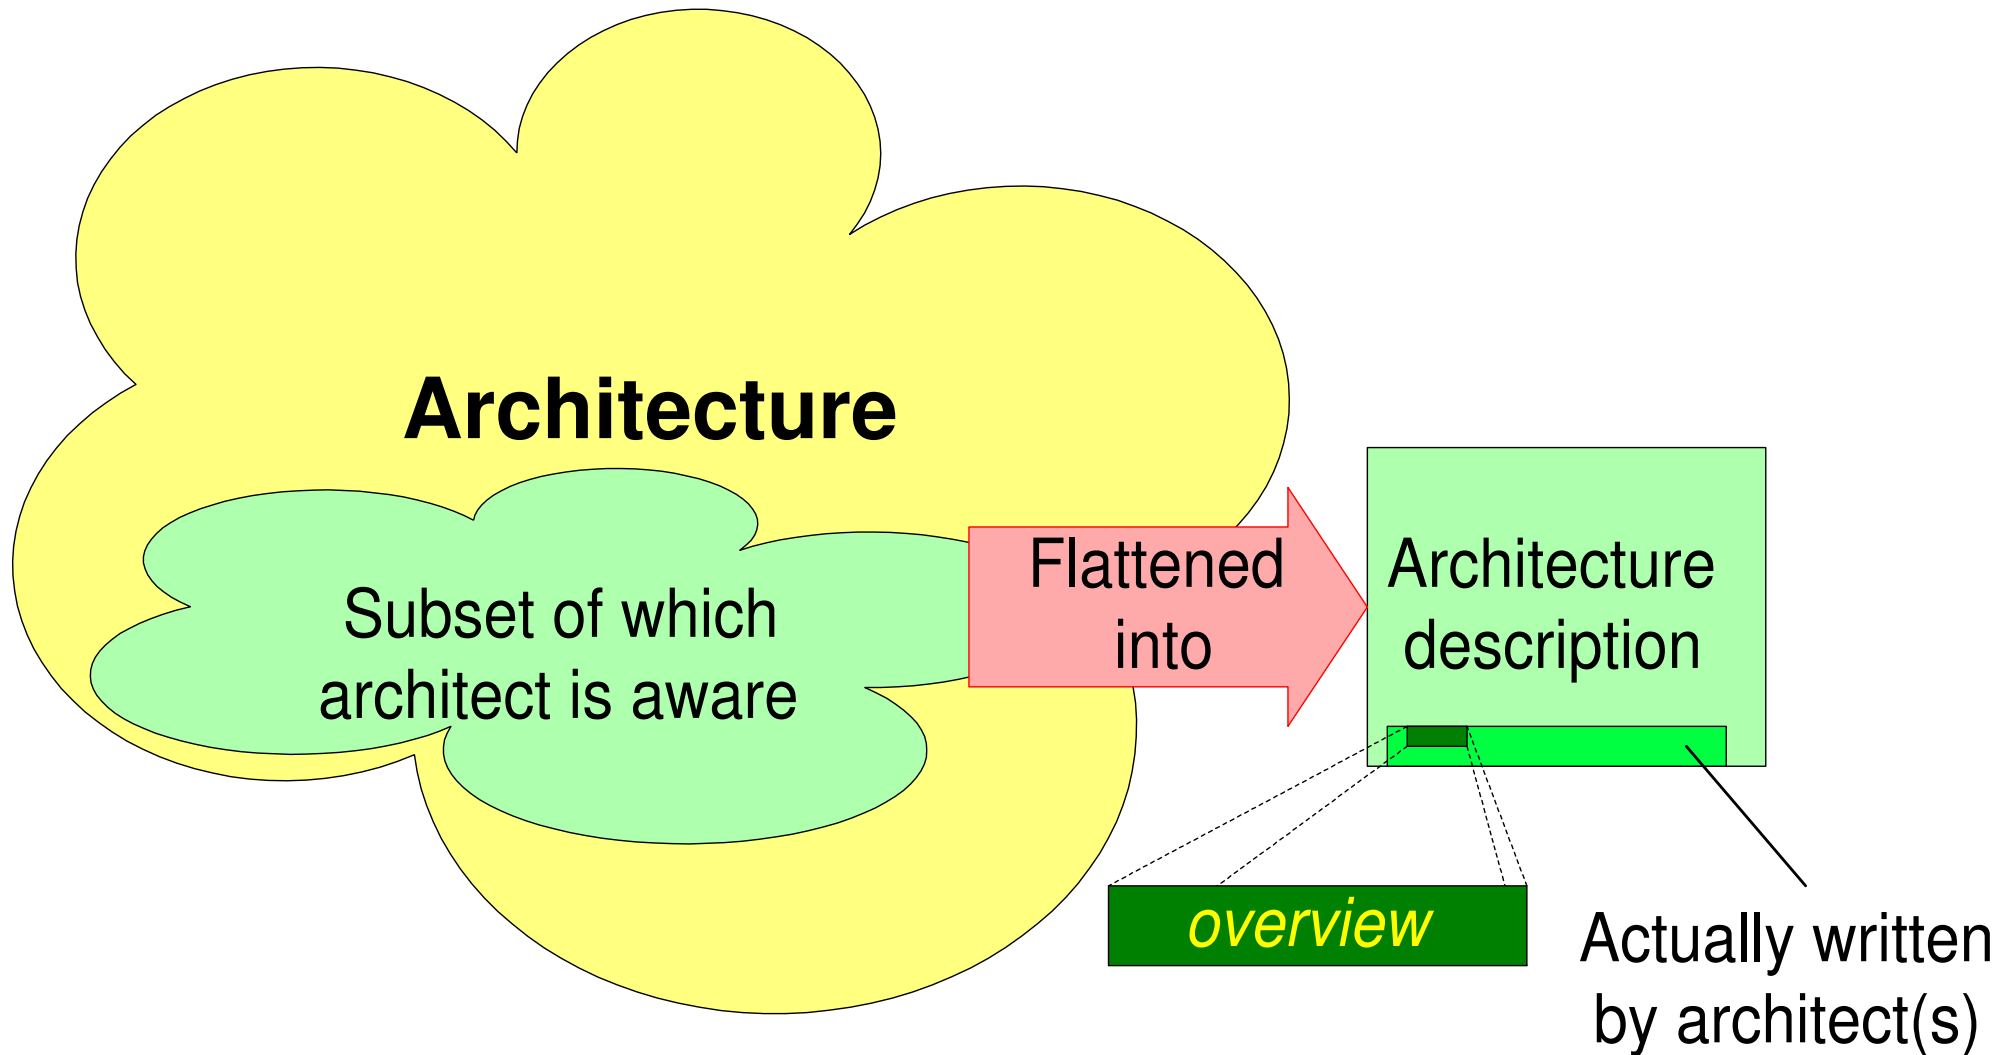 Architecture
Subset of which
architect is aware
Flattened
into
Architecture
description
overview
Actually written
by architect(s)